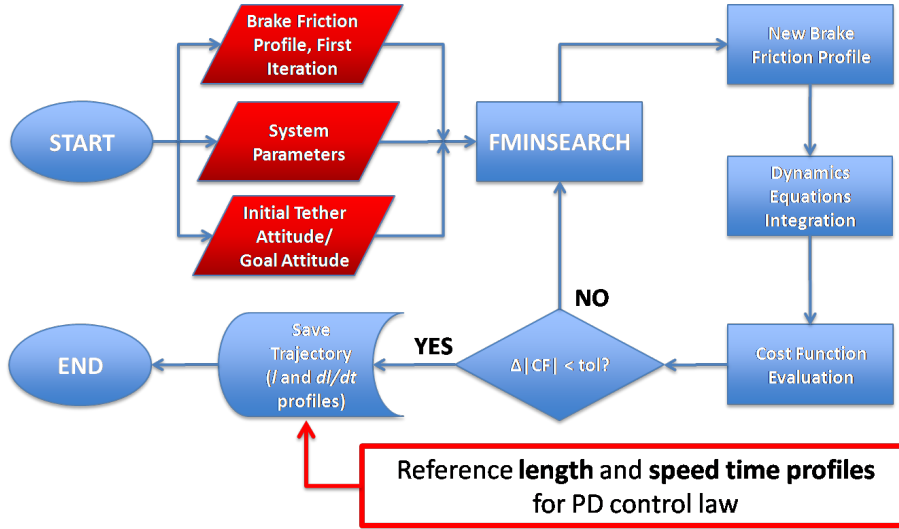 Brake Friction
Profile, First
Iteration
New Brake
Friction Profile
START
System
Parameters
FMINSEARCH
Dynamics
Equations
Integration
Initial Tether
Attitude/
Goal Attitude
NO
END
Save
Trajectory
(l and dl/dt
profiles)
YES
Δ|CF| < tol?
Cost Function
Evaluation
Reference length and speed time profiles
for PD control law